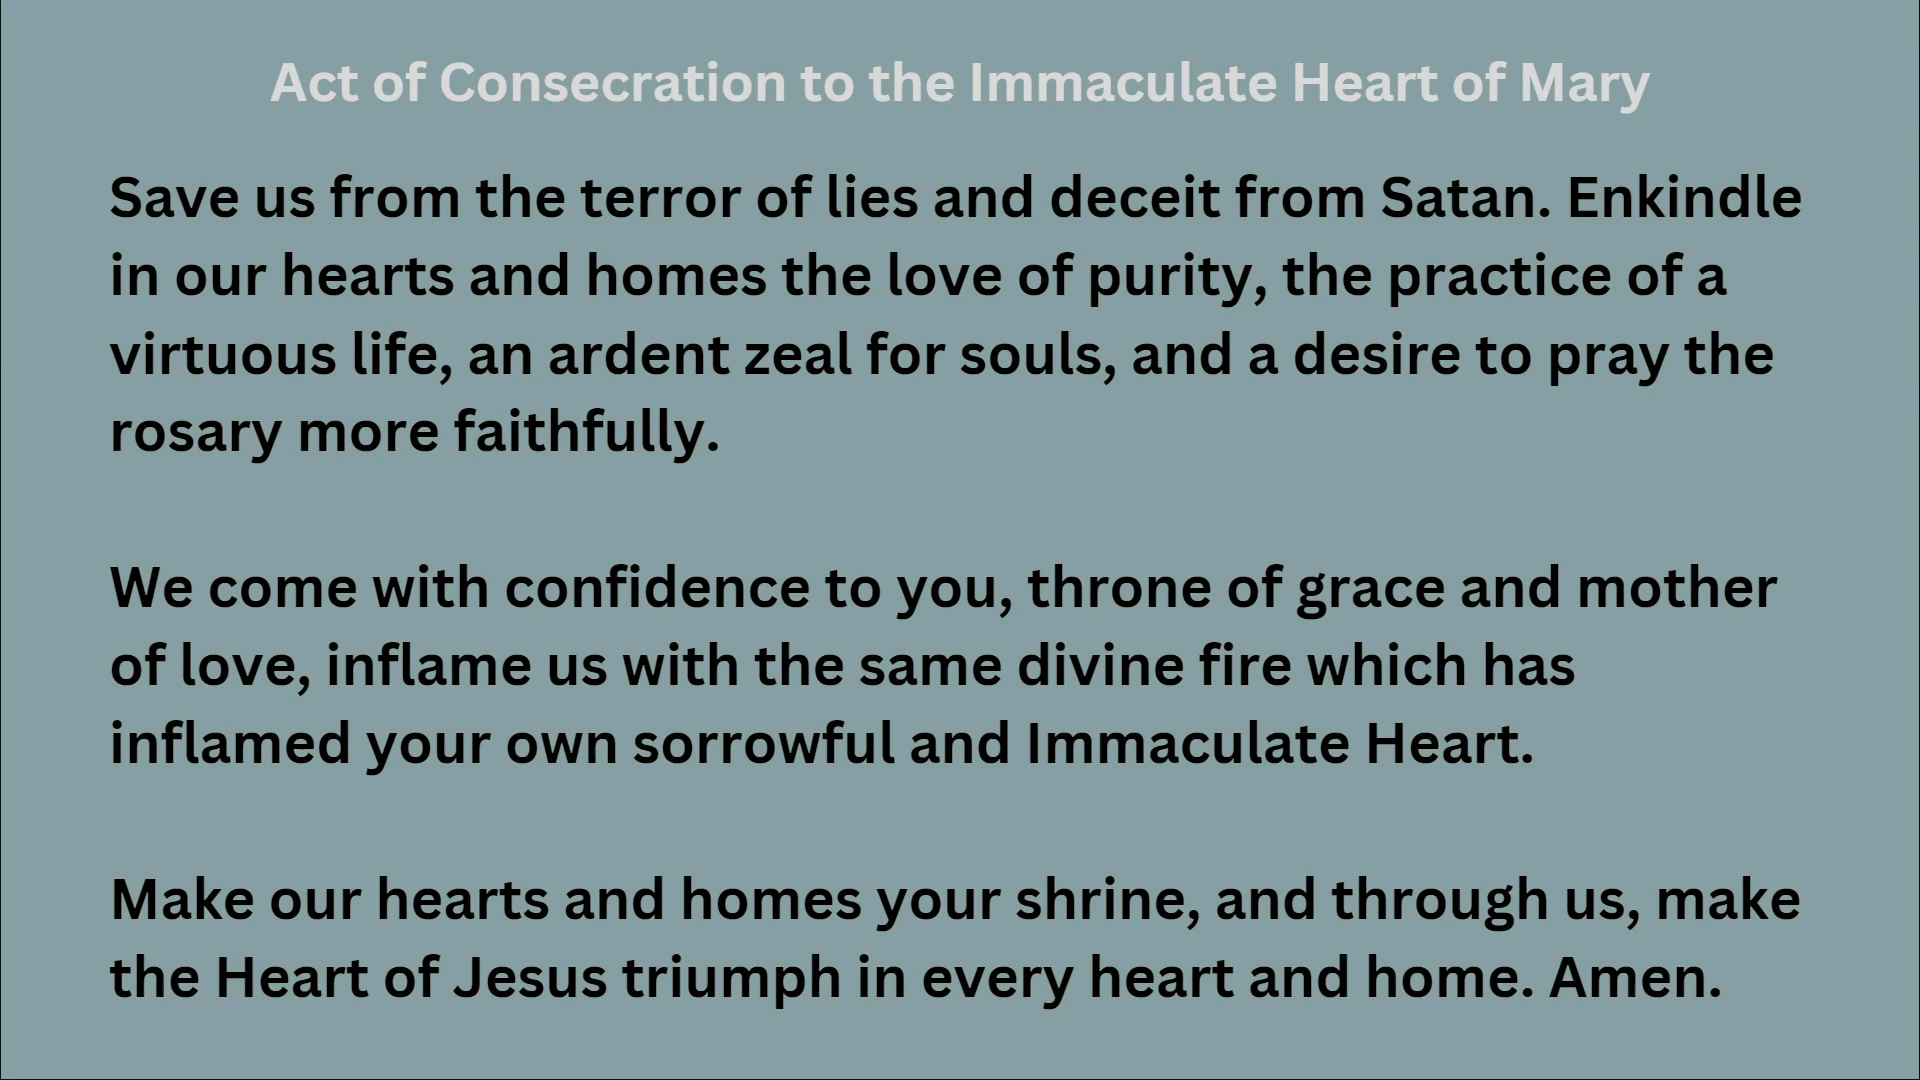 Act of Consecration to the Immaculate Heart of Mary
Save us from the terror of lies and deceit from Satan. Enkindle
in our hearts and homes the love of purity, the practice of a
virtuous life, an ardent zeal for souls, and a desire to pray the
rosary more faithfully.
We come with confidence to you, throne of grace and mother
of love, inflame us with the same divine fire which has
inflamed your own sorrowful and Immaculate Heart.
Make our hearts and homes your shrine, and through us, make
the Heart of Jesus triumph in every heart and home. Amen.